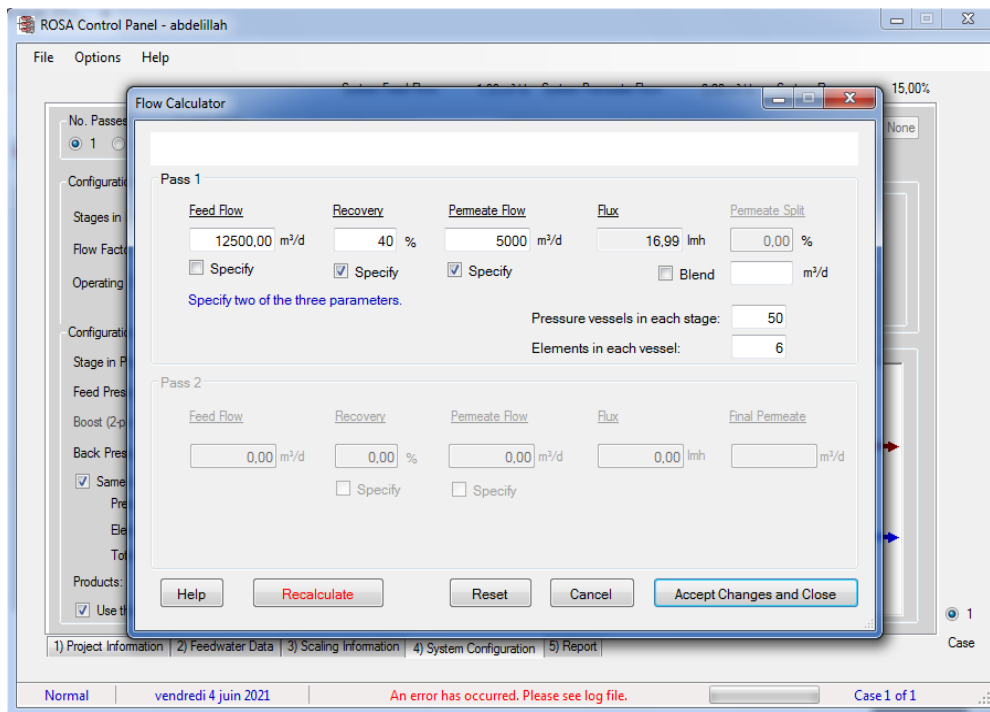 ROSA Control Panel - abdelillah
File Options Help
15,00%
Flow Calculator
No. Passes
1
None
Pass 1
Configuratio
Feed Flow Recovery Permeate Flow Flux Permeate Split
Stages in
12500,00 m³/d 40 % 5000 m³/d 16,99 lmh 0,00 %
Flow Facto
Specify Specify Specify Blend m³/d
Operating
Specify two of the three parameters.
Pressure vessels in each stage: 50
Configuratio
Elements in each vessel: 6
Stage in P
Pass 2
Feed Pres
Feed Flow Recovery Permeate Flow Flux Final Permeate
Boost (2-p
0,00 m³/d 0,00 % 0,00 m³/d 0,00 lmh m³/d
Back Pres
Same
Specify Specify
Pre
Ele
Tot
Products:
Help Recalculate Reset Cancel Accept Changes and Close
Use th
1
1) Project Information 2) Feedwater Data 3) Scaling Information 4) System Configuration 5) Report
Case
Normal vendredi 4 juin 2021 An error has occurred. Please see log file. Case 1 of 1